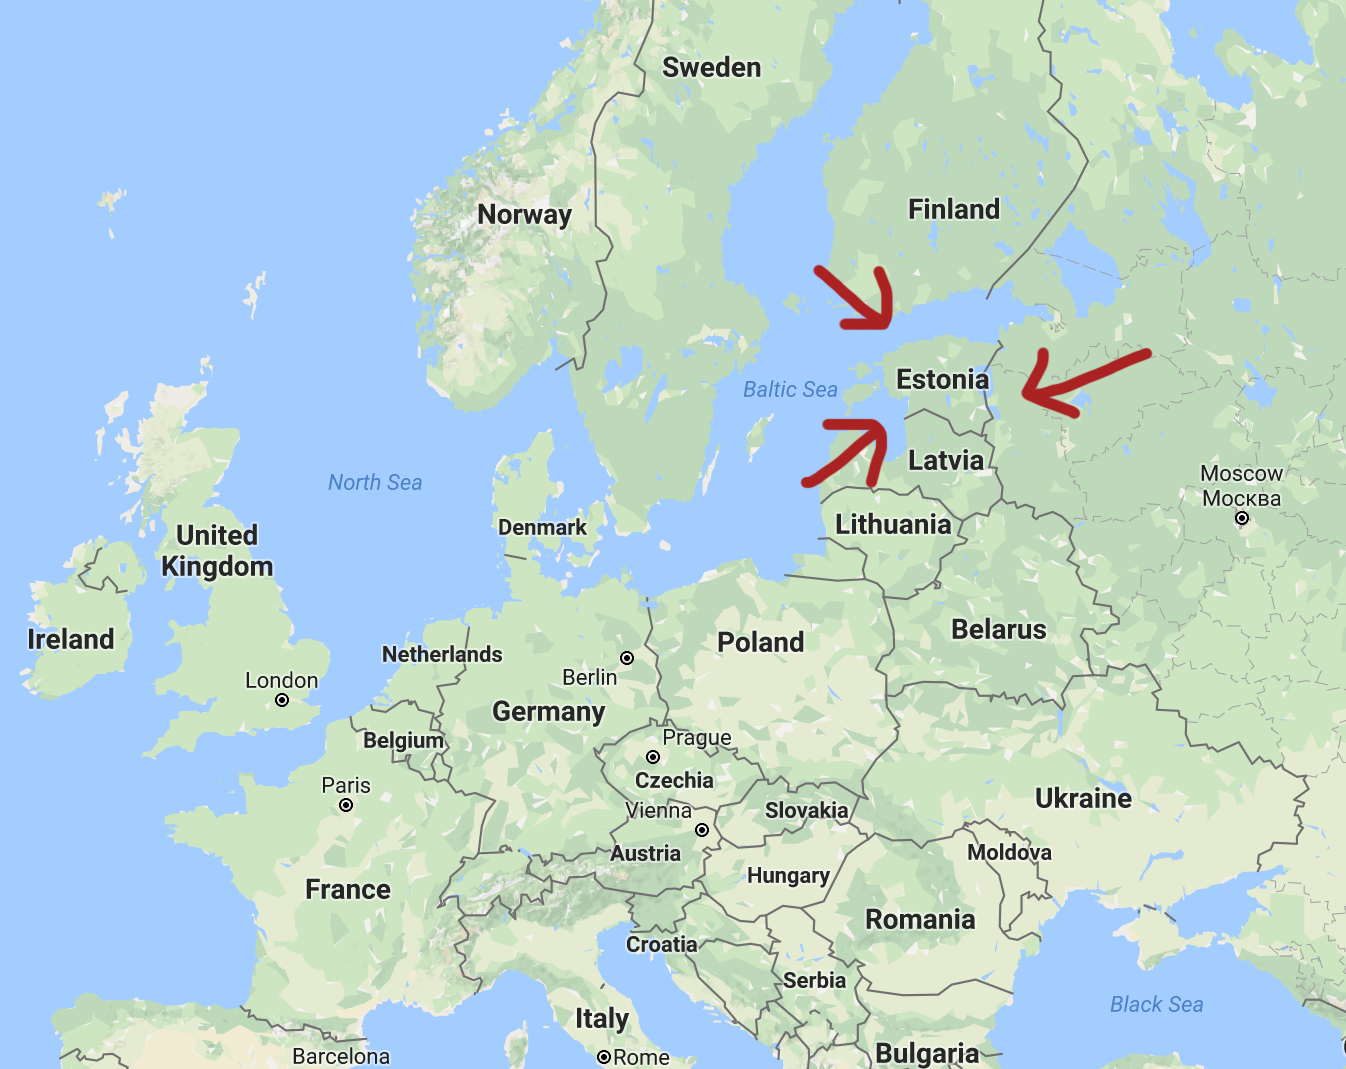 Sweden
Norway
Finland
Estonia
Baltic Sea
Latvia
North Sea
Moscow
Москва
Denmark
Lithuania
United
Kingdom
Ireland
Belarus
Poland
Netherlands
Berlin
London
Germany
Belgium
Prague
Czechia
Paris
Ukraine
Vienna
Slovakia
Austria
Moldova
Hungary
France
Romania
Croatia
Serbia
Black Sea
Italy
Bulgaria
Barcelona
Rome